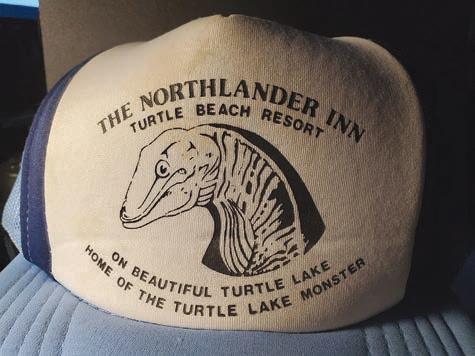 THE NORTHLANDER INN
TURTLE BEACH RESORT
ON BEAUTIFUL TURTLE LAKE
HOME OF THE TURTLE LAKE MONSTER